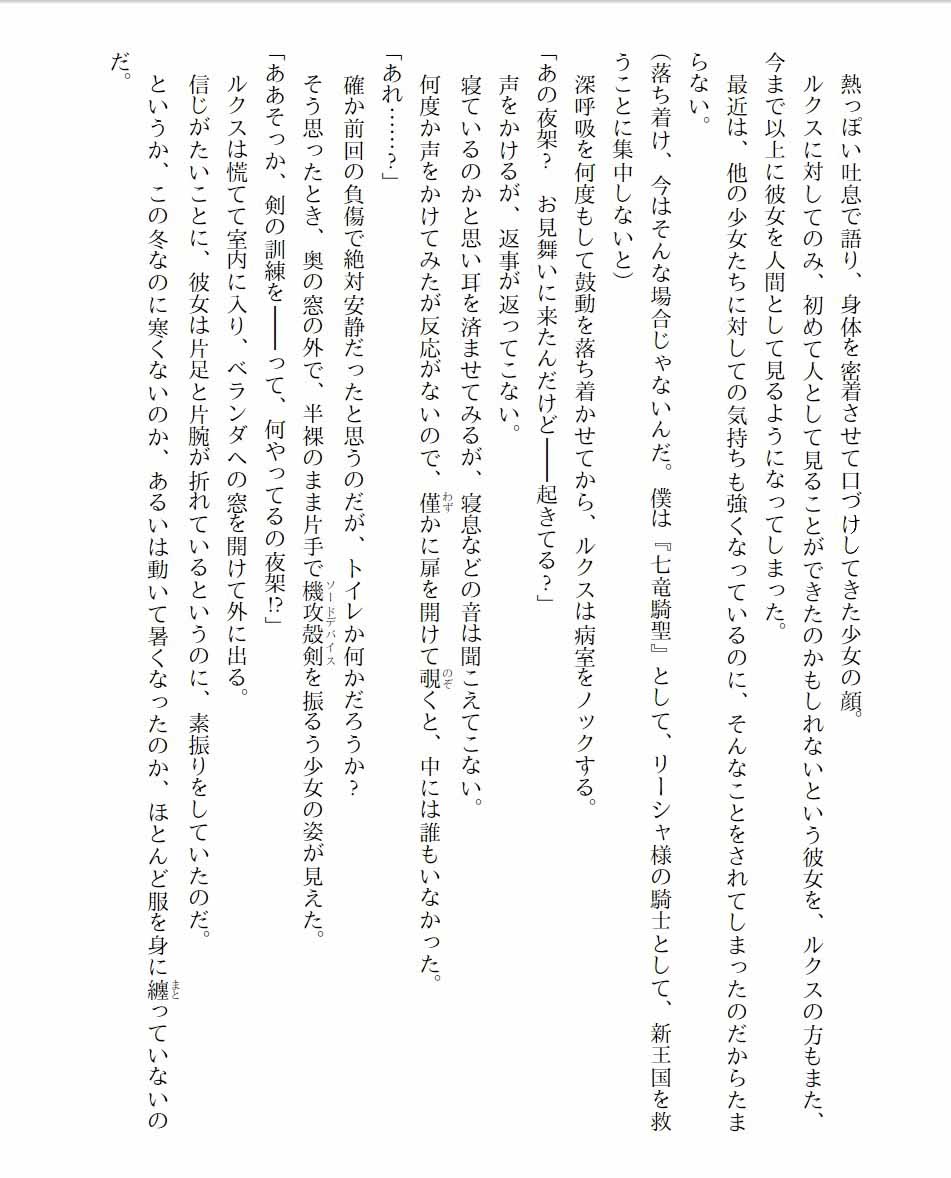 熱っぽい吐息で語り、身体を密着させて口づけしてきた少女の顔。
　ルクスに対してのみ、初めて人として見ることができたのかもしれないという彼女を、ルクスの方もまた、
今まで以上に彼女を人間として見るようになってしまった。
　最近は、他の少女たちに対しての気持ちも強くなっているのに、そんなことをされてしまったのだからたま
らない。
（落ち着け、今はそんな場合じゃないんだ。僕は『七竜騎聖』として、リーシャ様の騎士として、新王国を救
うことに集中しないと）
　深呼吸を何度もして鼓動を落ち着かせてから、ルクスは病室をノックする。
「あの夜架？　お見舞いに来たんだけど――起きてる？」
　声をかけるが、返事が返ってこない。
　寝ているのかと思い耳を済ませてみるが、寝息などの音は聞こえてこない。
　何度か声をかけてみたが反応がないので、僅わずかに扉を開けて覗のぞくと、中には誰もいなかった。
「あれ……？」
　確か前回の負傷で絶対安静だったと思うのだが、トイレか何かだろうか？
　そう思ったとき、奥の窓の外で、半裸のまま片手で機攻殻剣ソードデバイスを振るう少女の姿が見えた。
「ああそっか、剣の訓練を――って、何やってるの夜架!?」
　ルクスは慌てて室内に入り、ベランダへの窓を開けて外に出る。
　信じがたいことに、彼女は片足と片腕が折れているというのに、素振りをしていたのだ。
　というか、この冬なのに寒くないのか、あるいは動いて暑くなったのか、ほとんど服を身に纏まとっていないの
だ。